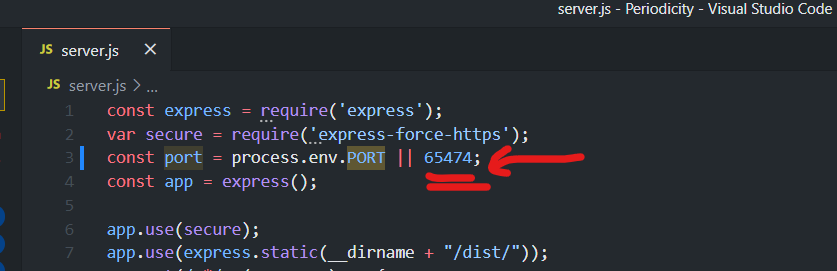 server.js - Periodicity - Visual Studio Code
JS server.js ×
JS server.js > ...
1 const express = require('express');
2 var secure = require('express-force-https');
3 const port = process.env.PORT || 65474;
4 const app = express();
5
6 app.use(secure);
7 app.use(express.static(__dirname + "/dist/"));